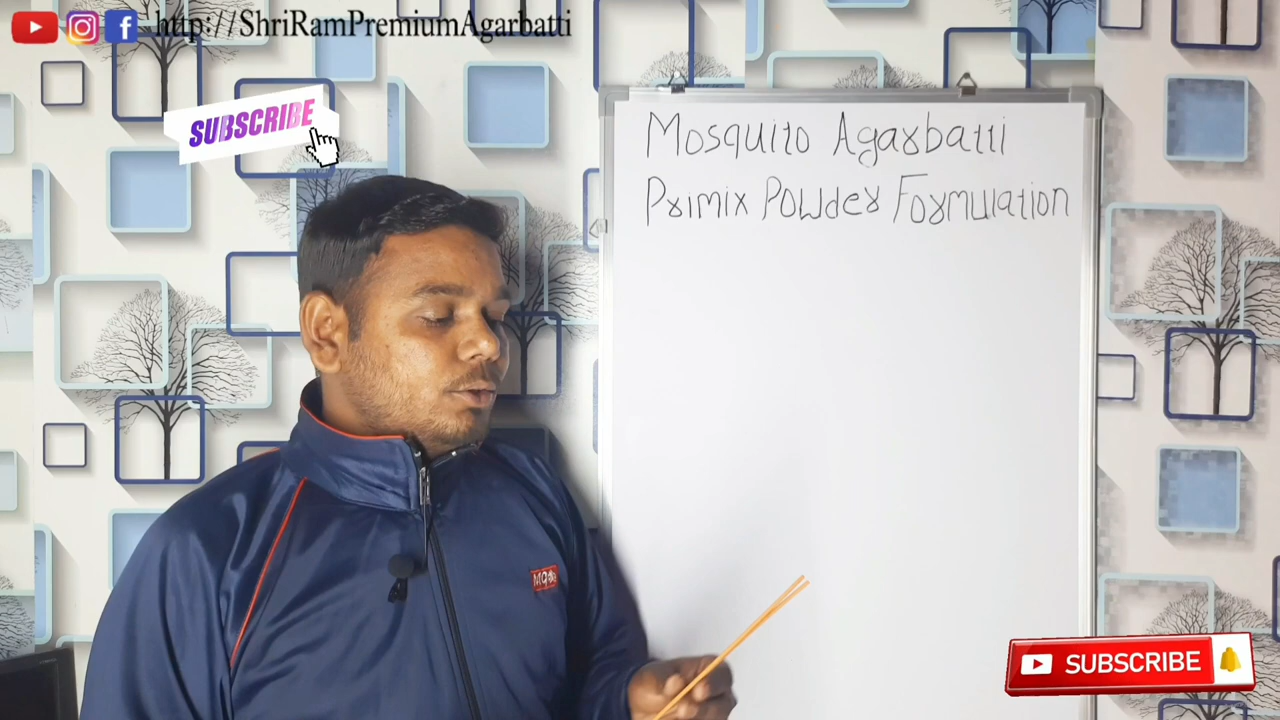 http://ShriRamPremiumAgarbatti
SUBSCRIBE
Mosquito Agarbatti
Primix Powder Formulation
SUBSCRIBE